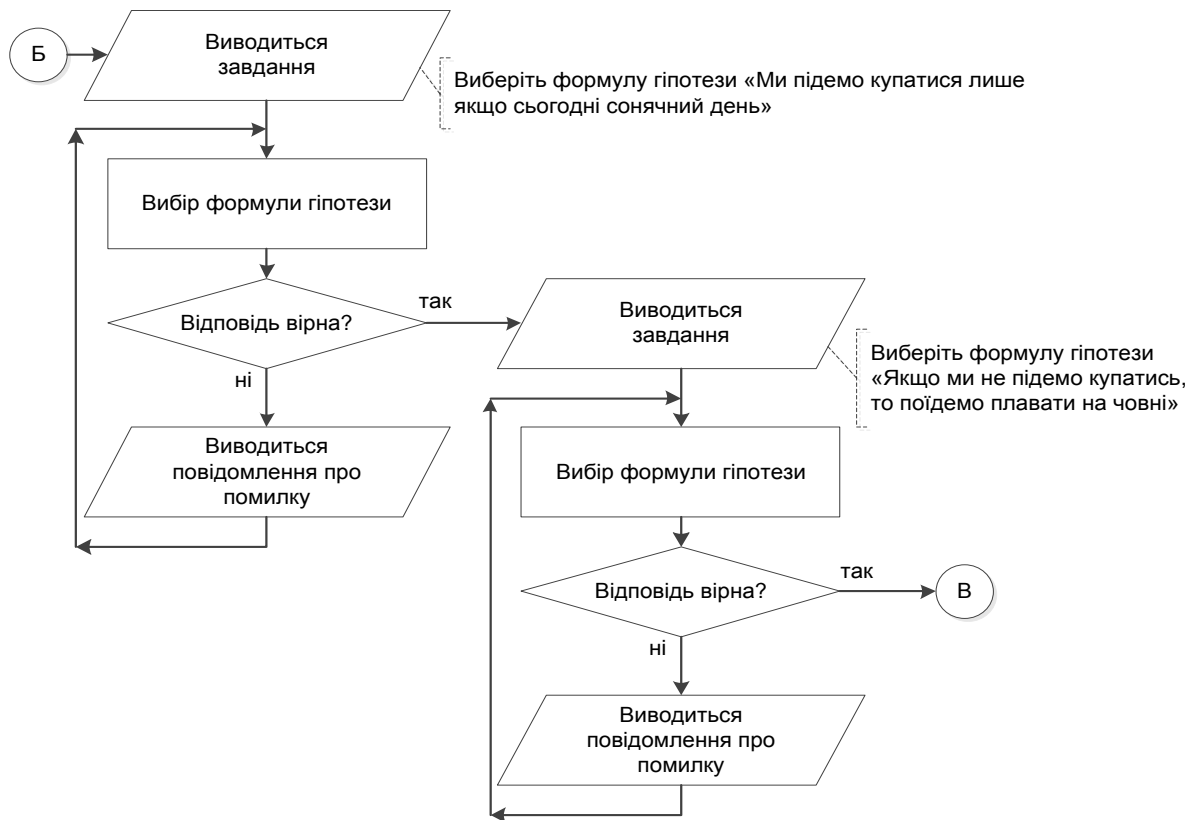 Б
Виводиться
завдання
Виберіть формулу гіпотези «Ми підемо купатися лише
якщо сьогодні сонячний день»
Вибір формули гіпотези
Відповідь вірна?
так
ні
Виводиться
повідомлення про
помилку
Виводиться
завдання
Виберіть формулу гіпотези
«Якщо ми не підемо купатись,
то поїдемо плавати на човні»
Вибір формули гіпотези
Відповідь вірна?
так
В
ні
Виводиться
повідомлення про
помилку